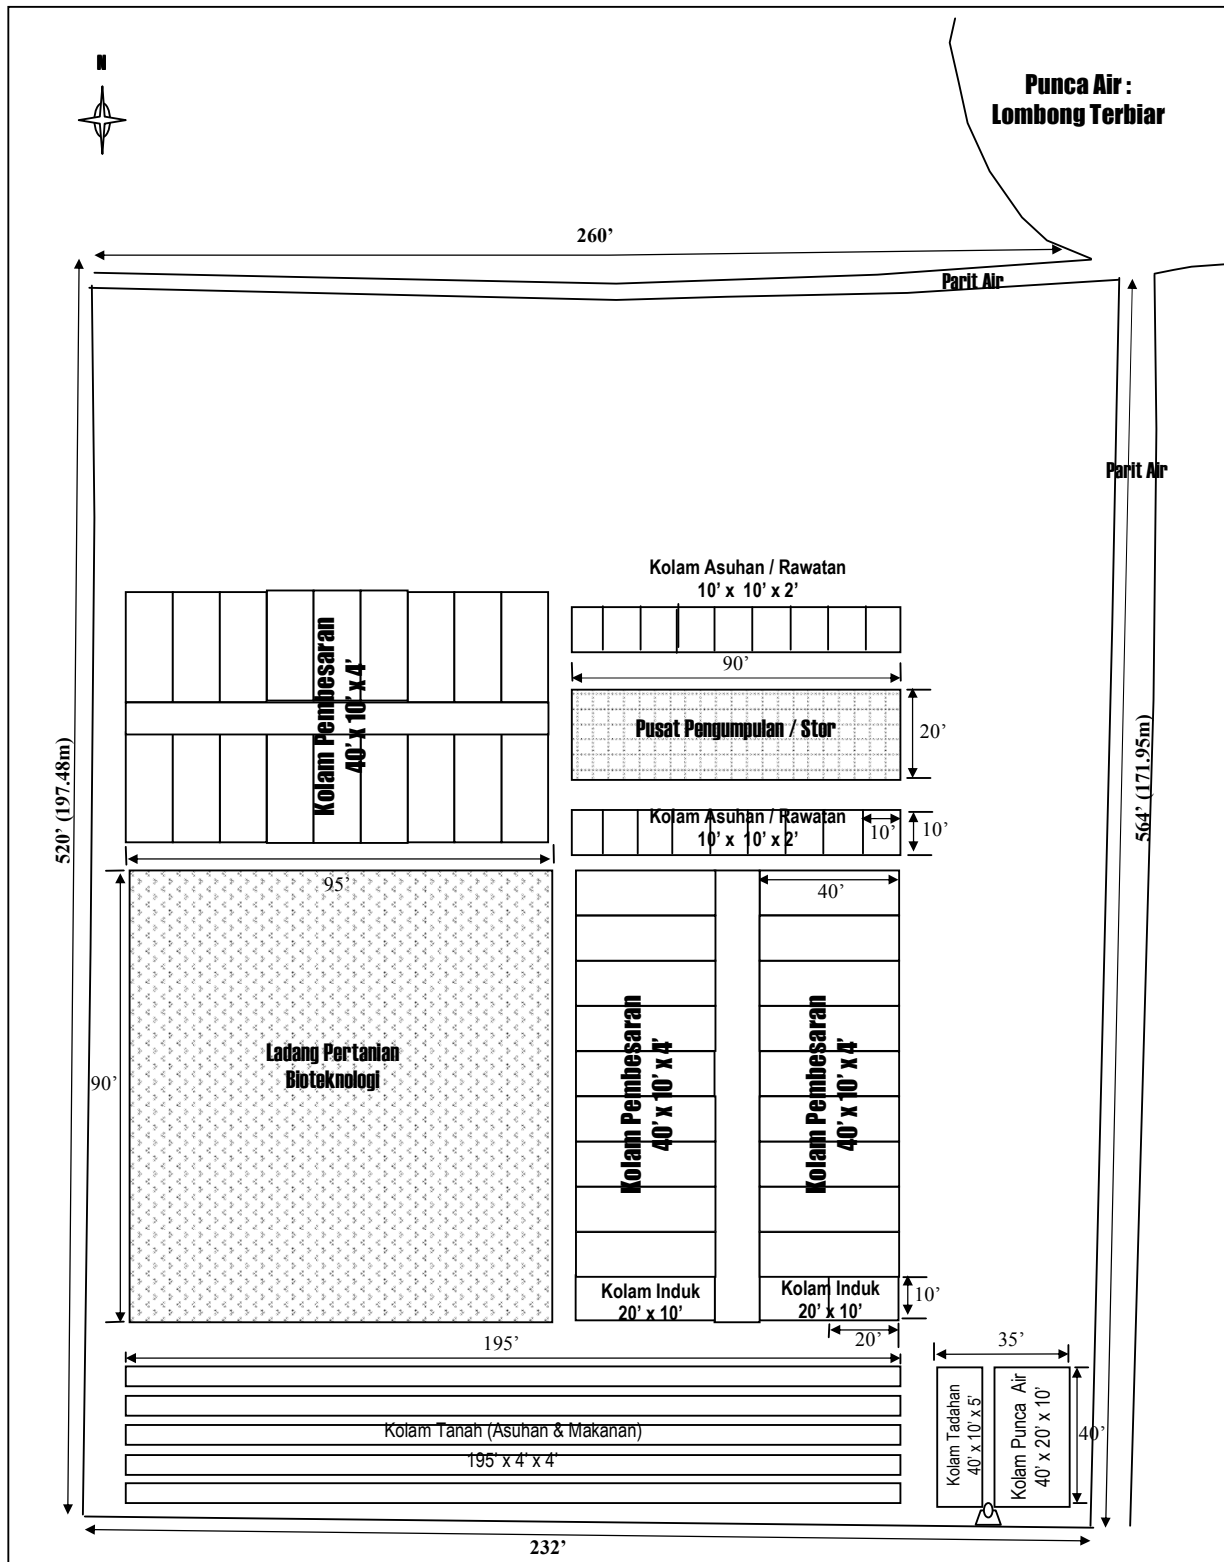 N
Punca Air :
Lombong Terbiar
260’
Parit Air
Parit Air
Kolam Asuhan / Rawatan
10’ x  10’ x 2’
90’
Kolam Pembesaran
40’ x 10’ x 4’
Pusat Pengumpulan / Stor
20’
520’ (197.48m)
564’ (171.95m)
Kolam Asuhan / Rawatan
10’ x  10’ x 2’
10’
10’
95’
40’
Kolam Pembesaran
40’ x 10’ x 4’
Kolam Pembesaran
40’ x 10’ x 4’
Ladang Pertanian
Bioteknologi
90’
Kolam Induk
20’ x 10’
Kolam Induk
20’ x 10’
10’
20’
195’
35’
Kolam Tanah (Asuhan & Makanan)
195’ x 4’ x 4’
Kolam Tadahan
40’ x 10’ x 5’
Kolam Punca  Air
40’ x 20’ x 10’
40’
232’